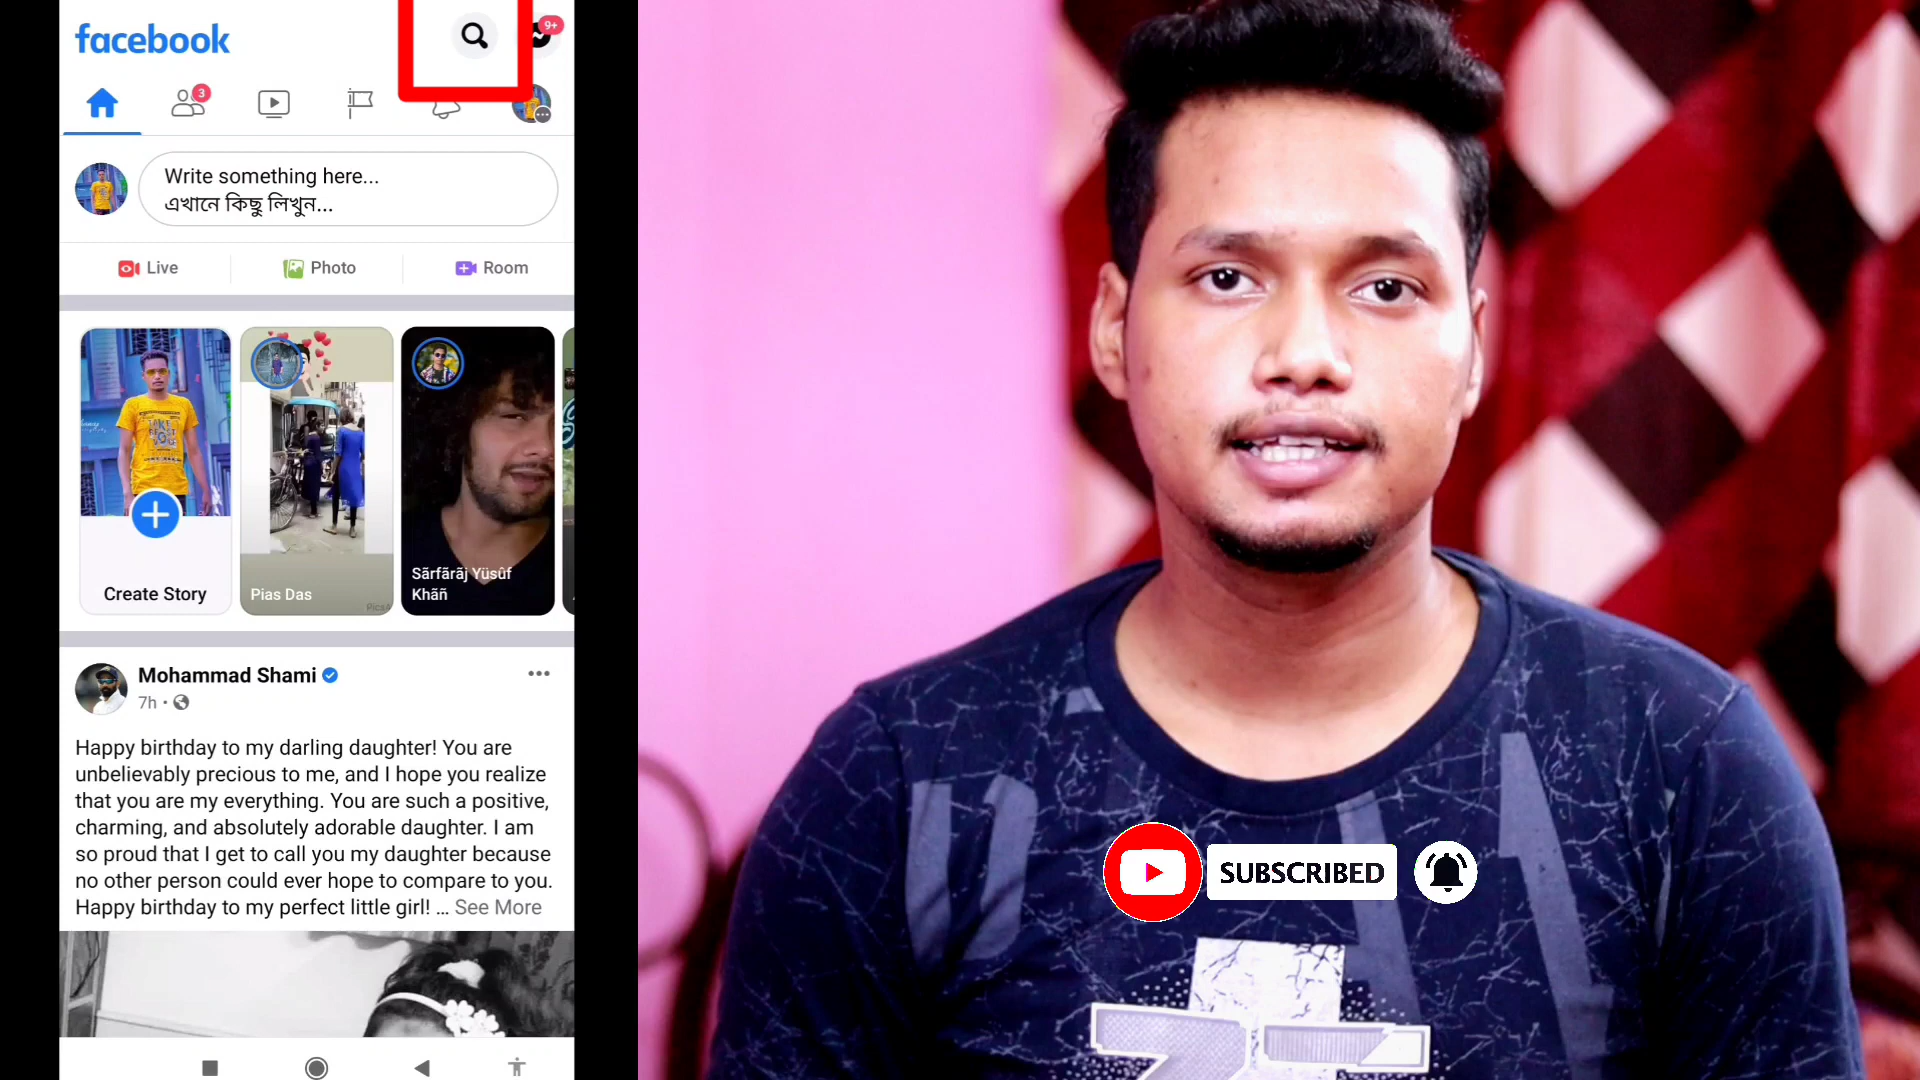 facebook
9+
3
Write something here...
এখানে কিছু লিখুন...
Live
Photo
Room
Create Story
Pias Das
Sãrfãrãj Yüsûf
Khãñ
Mohammad Shami
7h
Happy birthday to my darling daughter! You are
unbelievably precious to me, and I hope you realize
that you are my everything. You are such a positive,
charming, and absolutely adorable daughter. I am
so proud that I get to call you my daughter because
no other person could ever hope to compare to you.
Happy birthday to my perfect little girl! ... See More
SUBSCRIBED